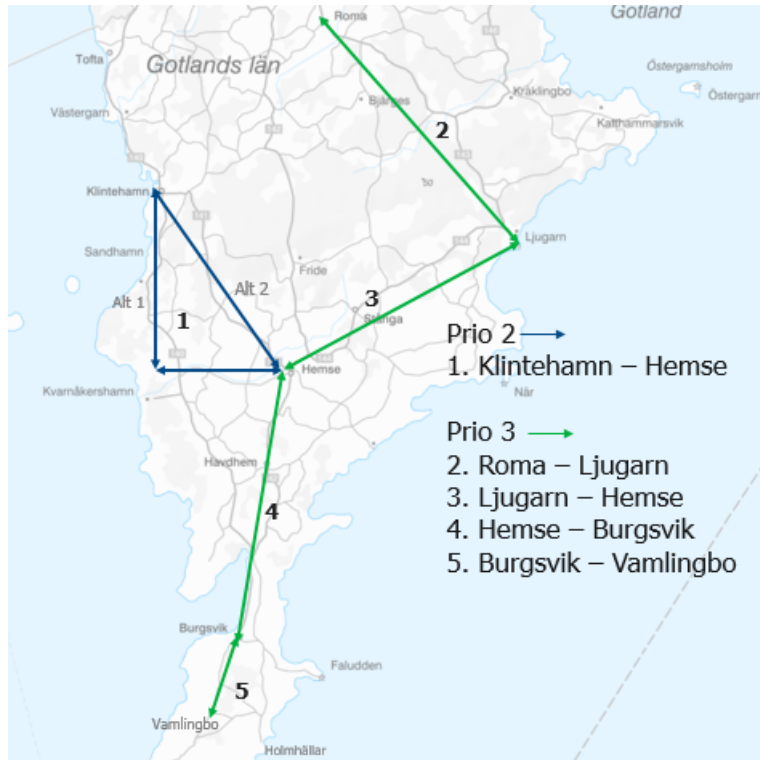 Roma
Gotland
Tofta
Gotlands län
Östergarnsholm
Kräklingbo
Östergarn
Bjärges
Västergarn
Katthammarsvik
2
Klintehamn
Ljugarn
Sandhamn
Fride
Alt 2
Alt 1
3
1
Stånga
Prio 2
Hemse
1. Klintehamn – Hemse
Kvarnåkershamn
När
Prio 3
Havdhem
2. Roma – Ljugarn
3. Ljugarn – Hemse
4
4. Hemse – Burgsvik
5. Burgsvik – Vamlingbo
Burgsvik
Faludden
5
Vamlingbo
Holmhällar